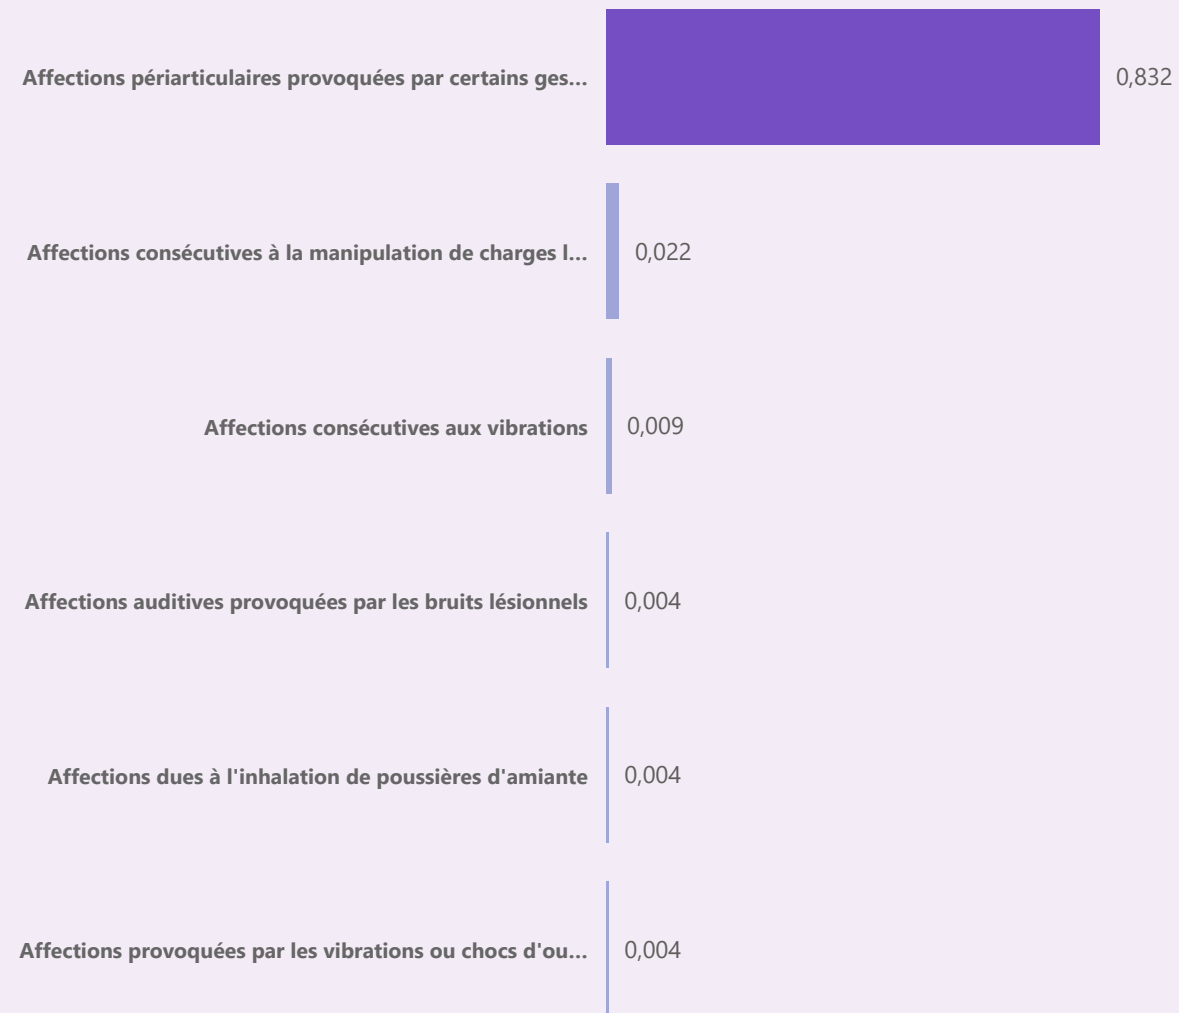 Affections périarticulaires provoquées par certains ges... 0,832
Affections consécutives à la manipulation de charges l... 0,022
Affections consécutives aux vibrations 0,009
Affections auditives provoquées par les bruits lésionnels 0,004
Affections dues à l'inhalation de poussières d'amiante 0,004
Affections provoquées par les vibrations ou chocs d'ou... 0,004